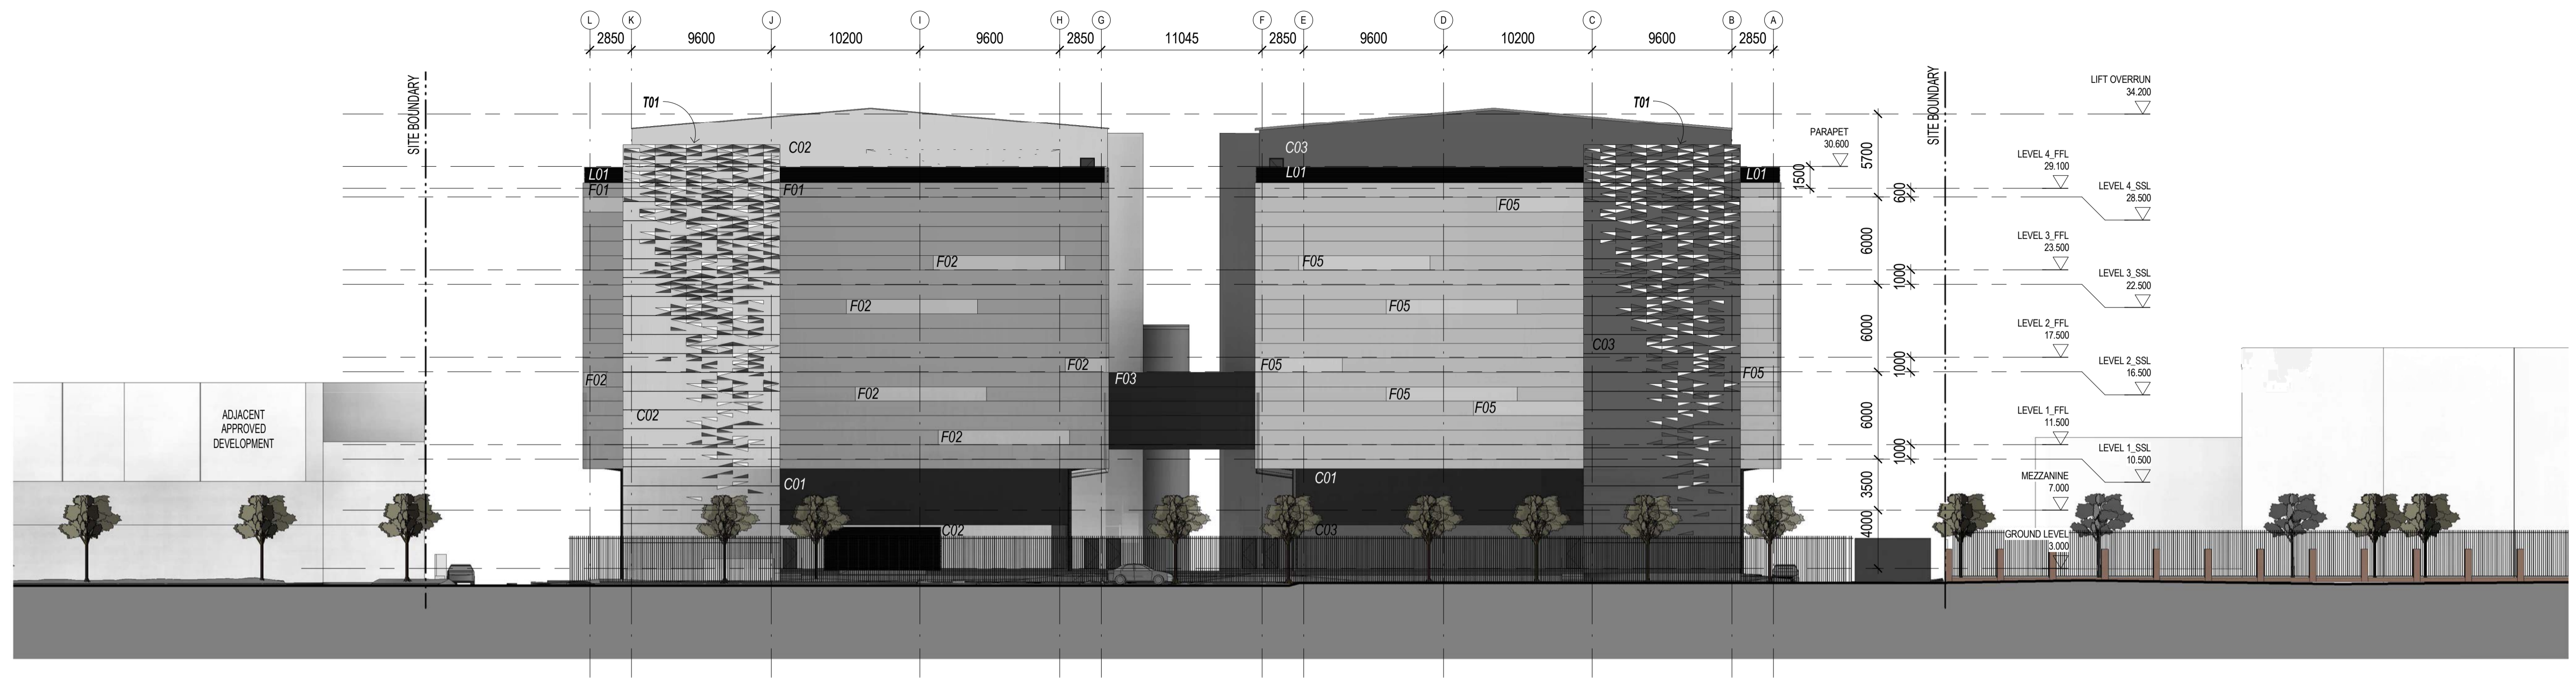 L K J I H G F E D C B A
2850 9600 10200 9600 2850 11045 2850 9600 10200 9600 2850
SITE BOUNDARY
SITE BOUNDARY
LIFT OVERRUN
34.200
T01
T01
PARAPET
30.600
C02
C03
5700
LEVEL 4_FFL
29.100
L01
L01
L01
1500
F01
F01
600
LEVEL 4_SSL
28.500
F05
LEVEL 3_FFL
23.500
6000
F02
F05
1000
LEVEL 3_SSL
22.500
F02
F05
LEVEL 2_FFL
17.500
6000
C03
F02
F05
1000
LEVEL 2_SSL
16.500
F02
F03
F05
F02
F05
F05
ADJACENT
APPROVED
DEVELOPMENT
C02
6000
LEVEL 1_FFL
11.500
F02
1000
LEVEL 1_SSL
10.500
C01
C01
3500
MEZZANINE
7.000
C02
C03
4000
GROUND LEVEL
3.000